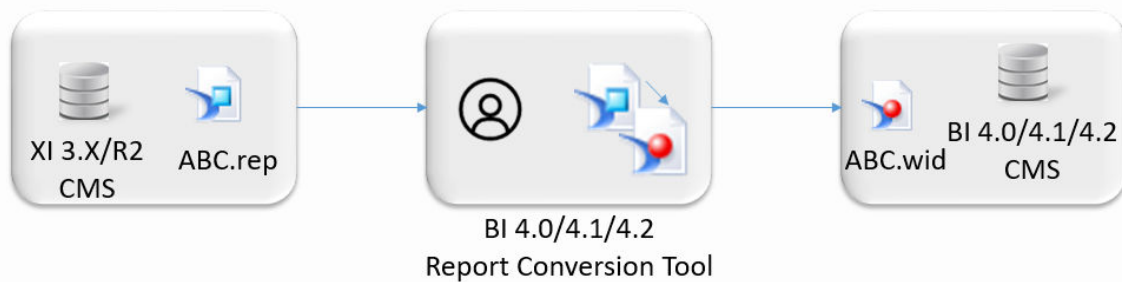 XI 3.X/R2
CMS
ABC.rep
BI 4.0/4.1/4.2
Report Conversion Tool
ABC.wid
BI 4.0/4.1/4.2
CMS